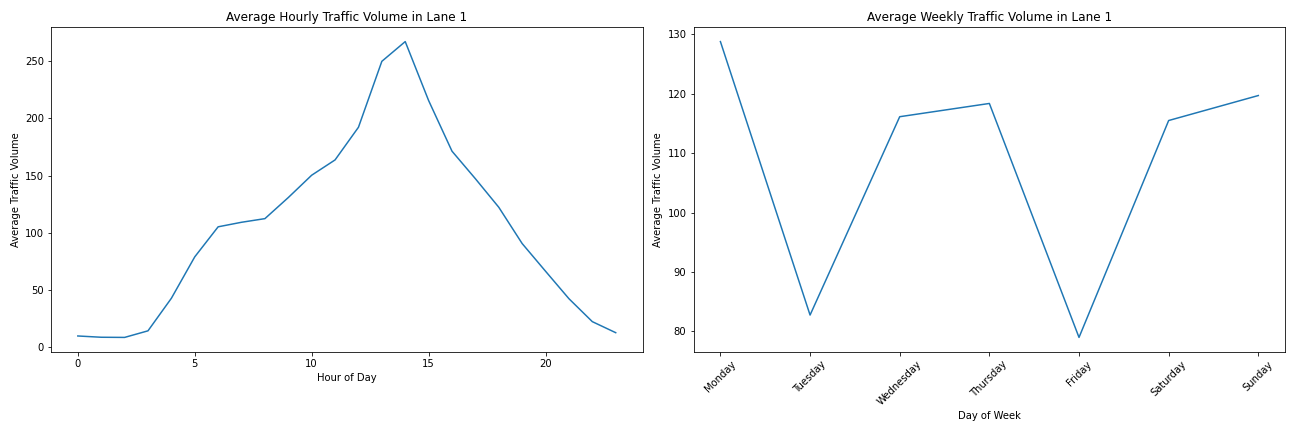 Average Hourly Traffic Volume in Lane 1
Average Traffic Volume
250
200
150
100
50
0
0 5 10 15 20
Hour of Day
Average Weekly Traffic Volume in Lane 1
Average Traffic Volume
130
120
110
100
90
80
Monday Tuesday Wednesday Thursday Friday Saturday Sunday
Day of Week